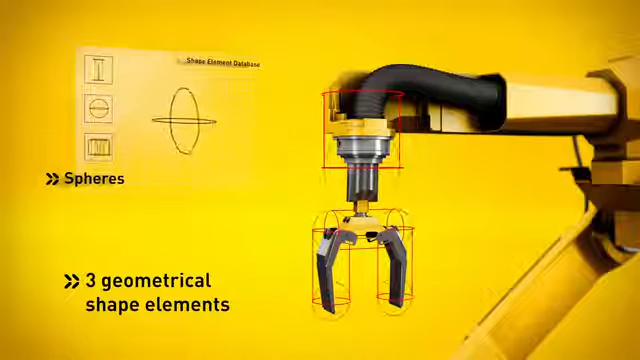 Shape Element Database
Spheres
3 geometrical
shape elements